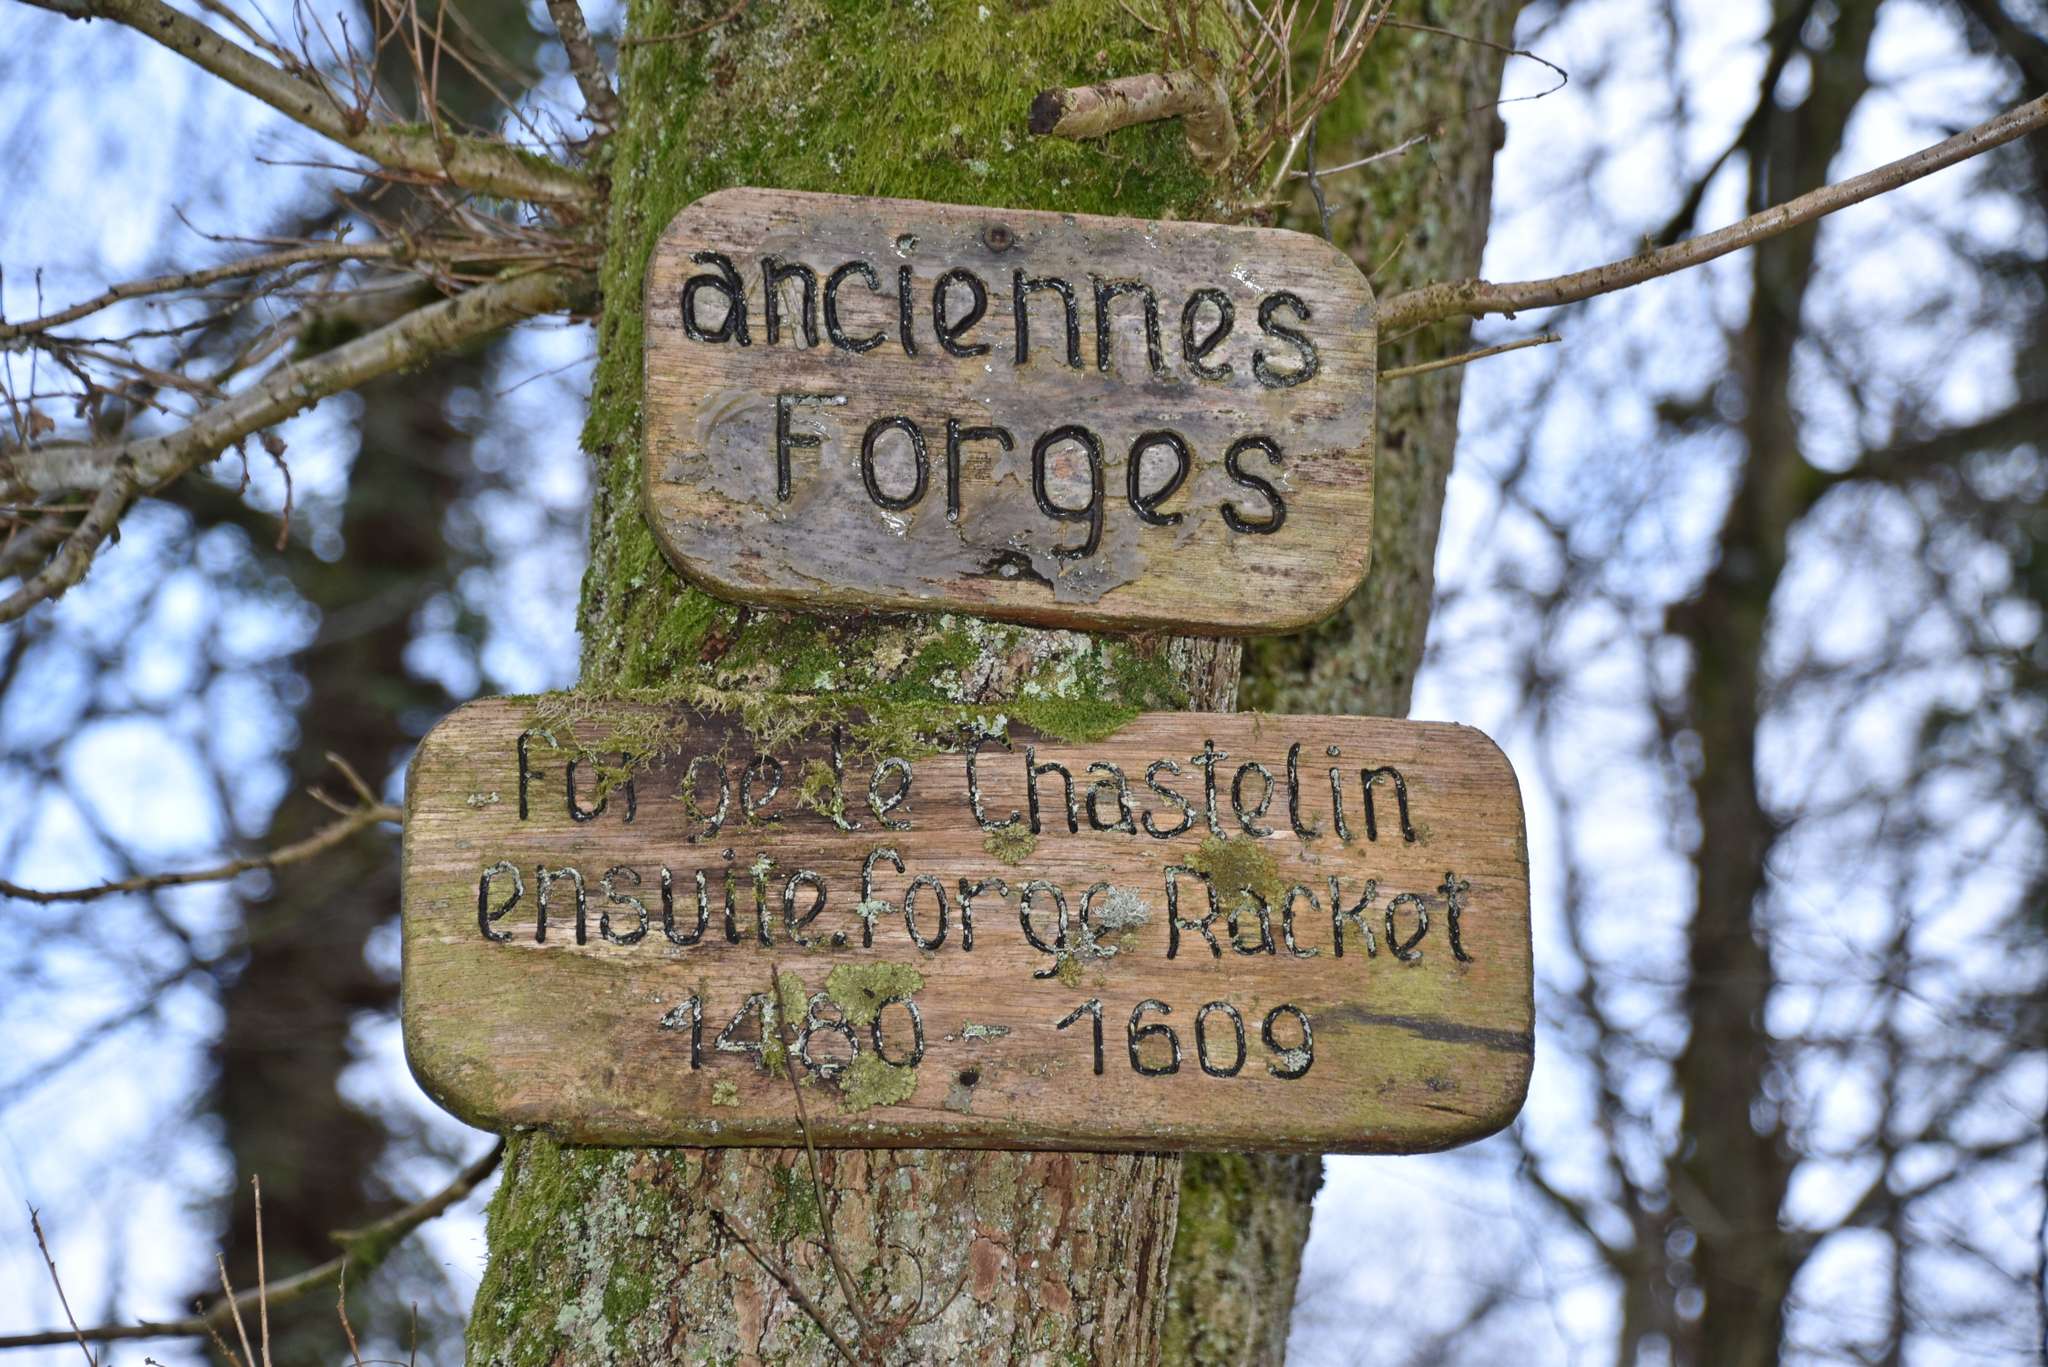 anciennes
Forges
Forge de Chastelin
ensuite.forge Racket
1480 - 1609